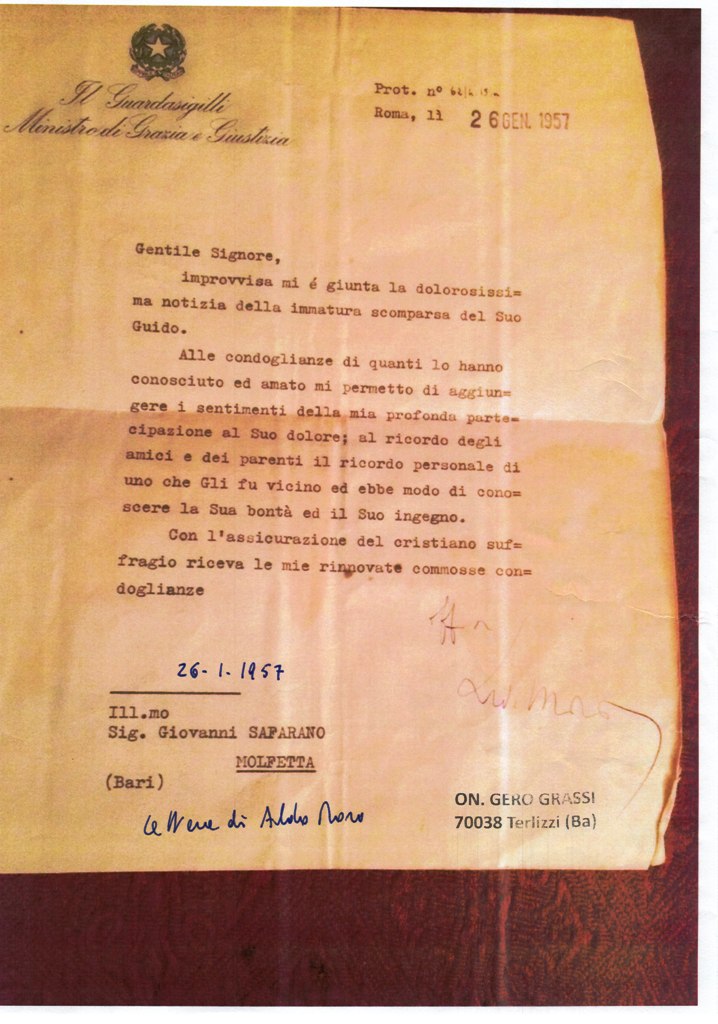 Il Guardasigilli
Ministro di Grazia e Giustizia
Prot. n°
Roma, lì 26 GEN. 1957
Gentile Signore,
improvvisa mi é giunta la dolorosissi=
ma notizia della immatura scomparsa del Suo
Guido.
Alle condoglianze di quanti lo hanno
conosciuto ed amato mi permetto di aggiun=
gere i sentimenti della mia profonda parte=
cipazione al Suo dolore; al ricordo degli
amici e dei parenti il ricordo personale di
uno che Gli fu vicino ed ebbe modo di cono=
scere la Sua bontà ed il Suo ingegno.
Con l'assicurazione del cristiano suf=
fragio riceva le mie rinnovate commosse con=
doglianze
Aldo Moro
26-1-1957
Ill.mo
Sig. Giovanni SAPARANO
MOLFETTA
(Bari)
lettere di Aldo Moro
ON. GERO GRASSI
70038 Terlizzi (Ba)